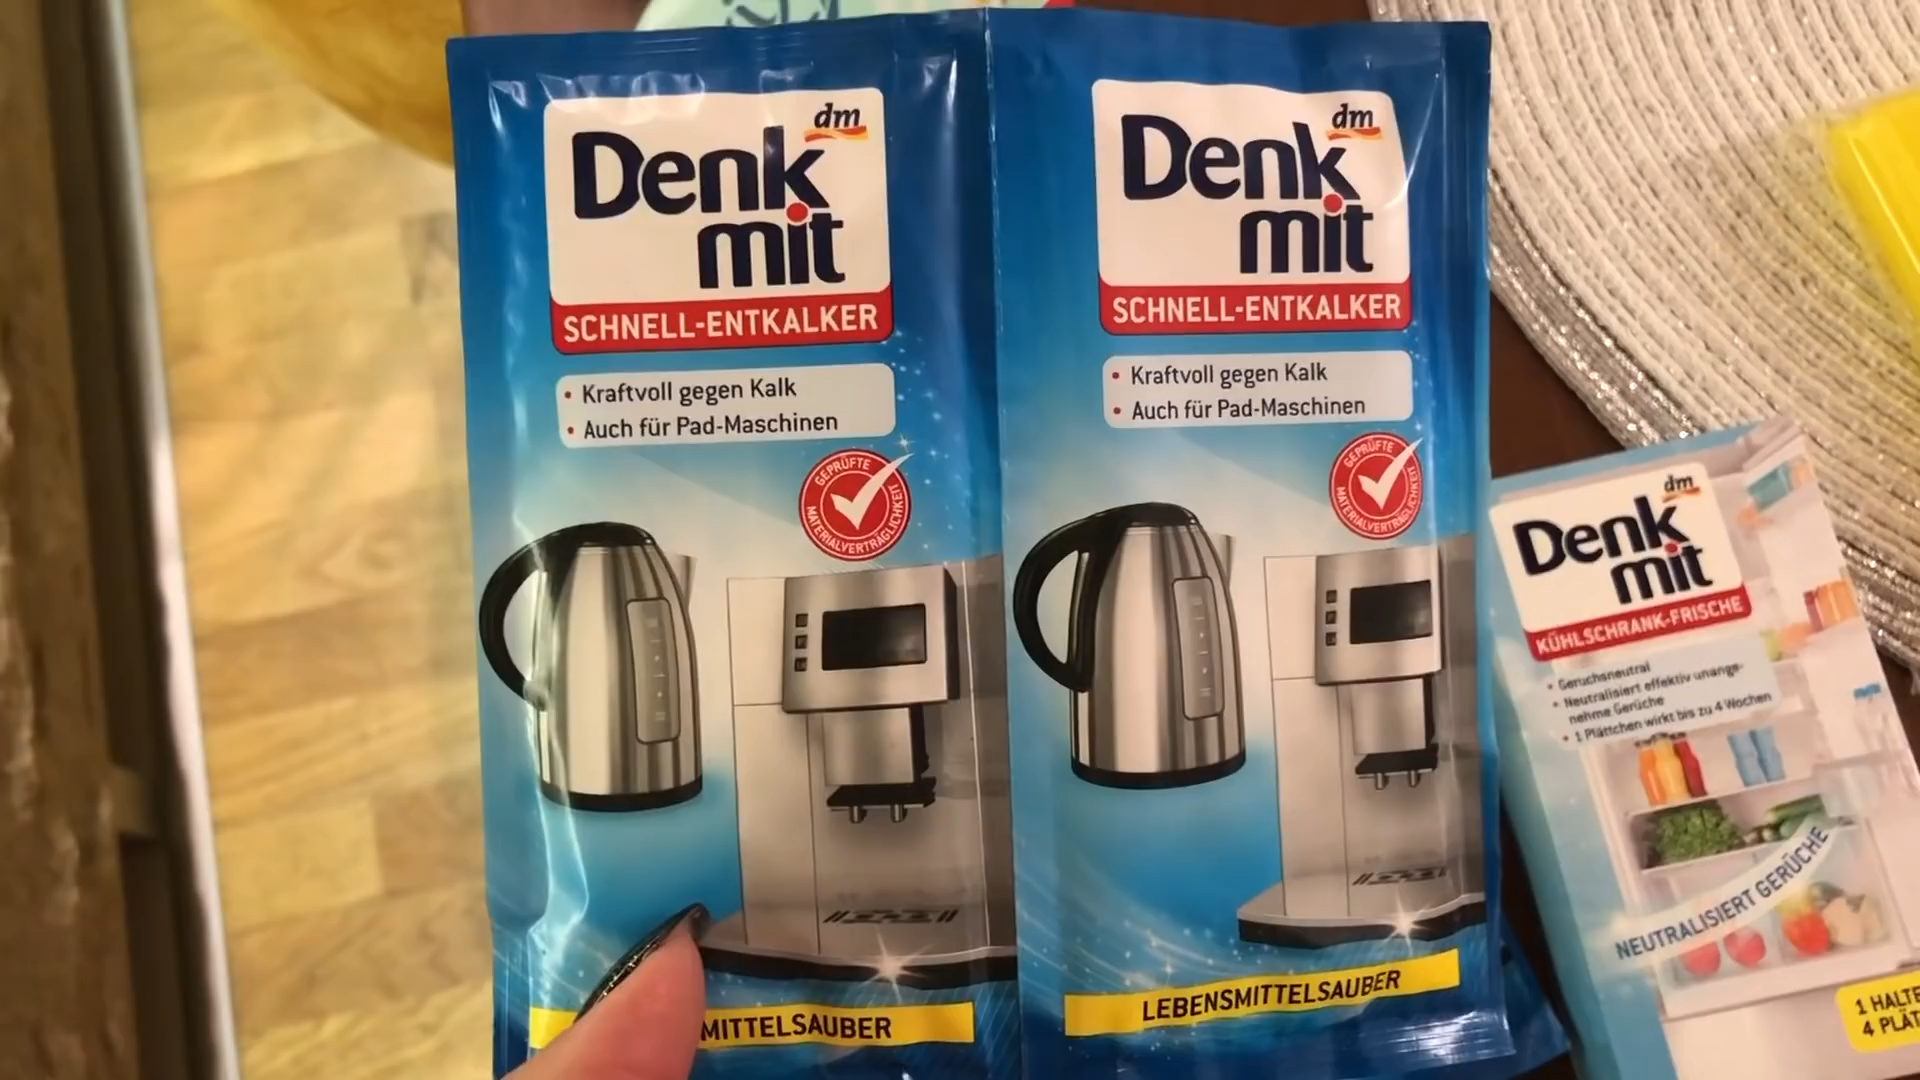 dm
Denk
mit
SCHNELL-ENTKALKER
• Kraftvoll gegen Kalk
• Auch für Pad-Maschinen
GEPRÜFTE
MATERIALVERTRÄGLICHKEIT
MITTELSAUBER
dm
Denk
mit
SCHNELL-ENTKALKER
• Kraftvoll gegen Kalk
• Auch für Pad-Maschinen
GEPRÜFTE
MATERIALVERTRÄGLICHKEIT
LEBENSMITTELSAUBER
dm
Denk
mit
KÜHLSCHRANK-FRISCHE
• Geruchsneutral
• Neutralisiert effektiv unange-
nehme Gerüche
• 1 Plättchen wirkt bis zu 4 Wochen
NEUTRALISIERT GERÜCHE
1 HALTE
4 PLÄT